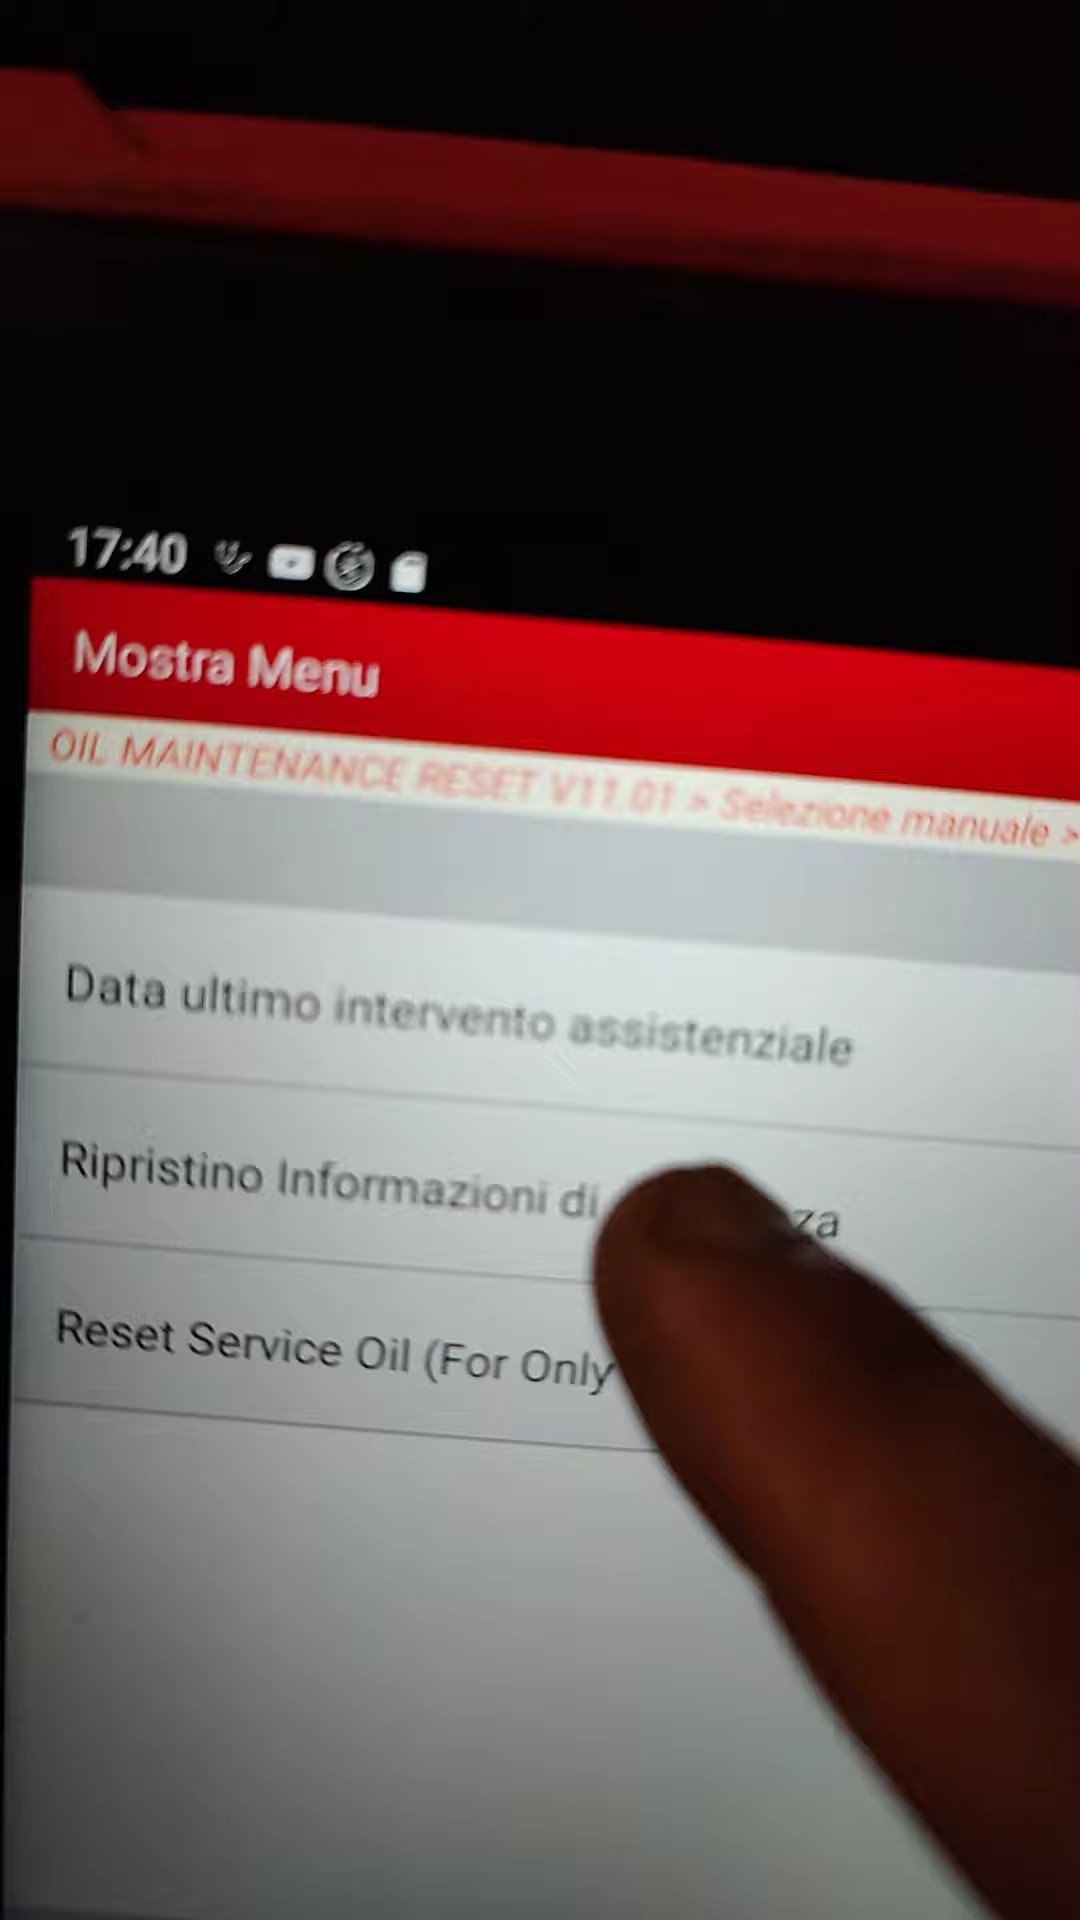 17:40
Mostra Menu
OIL MAINTENANCE RESET V11.01 > Selezione manuale >
Data ultimo intervento assistenziale
Ripristino Informazioni di
Reset Service Oil (For Only